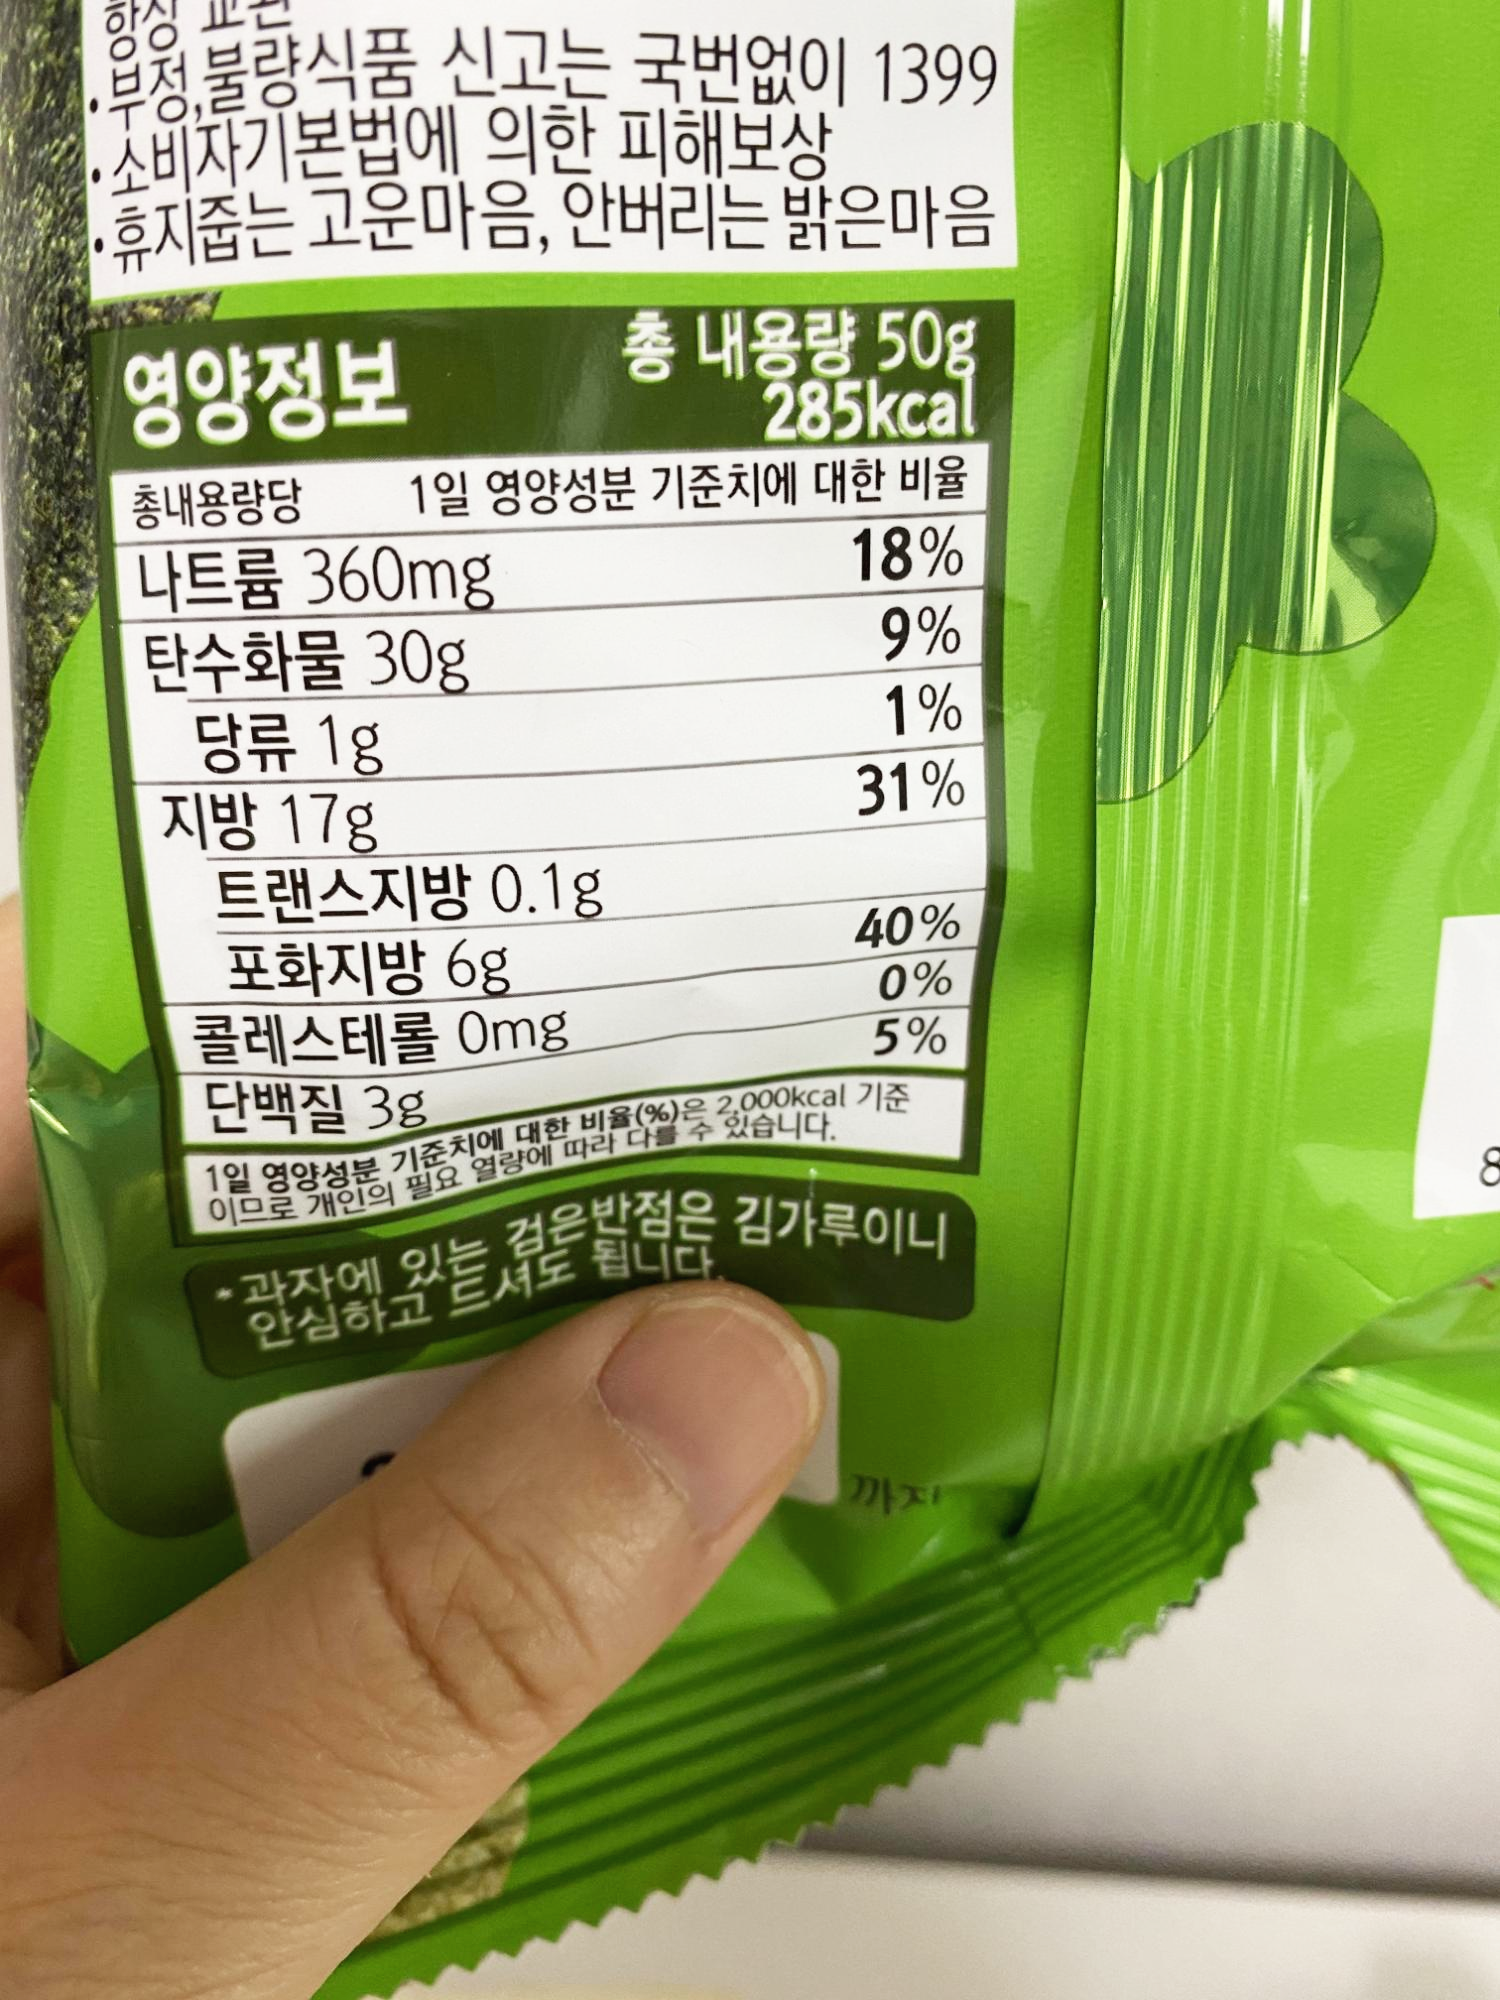 ·부정,불량식품 신고는 국번없이 1399
·소비자기본법에 의한 피해보상
·휴지줍는 고운마음, 안버리는 밝은마음
영양정보
총 내용량 50g
285kcal
총내용량당 1일 영양성분 기준치에 대한 비율
나트륨 360mg 18%
탄수화물 30g 9%
당류 1g 1%
지방 17g 31%
트랜스지방 0.1g
포화지방 6g 40%
콜레스테롤 0mg 0%
단백질 3g 5%
1일 영양성분 기준치에 대한 비율(%)은 2,000kcal 기준
이므로 개인의 필요 열량에 따라 다를 수 있습니다.
*과자에 있는 검은반점은 김가루이니
안심하고 드셔도 됩니다.
까지
8